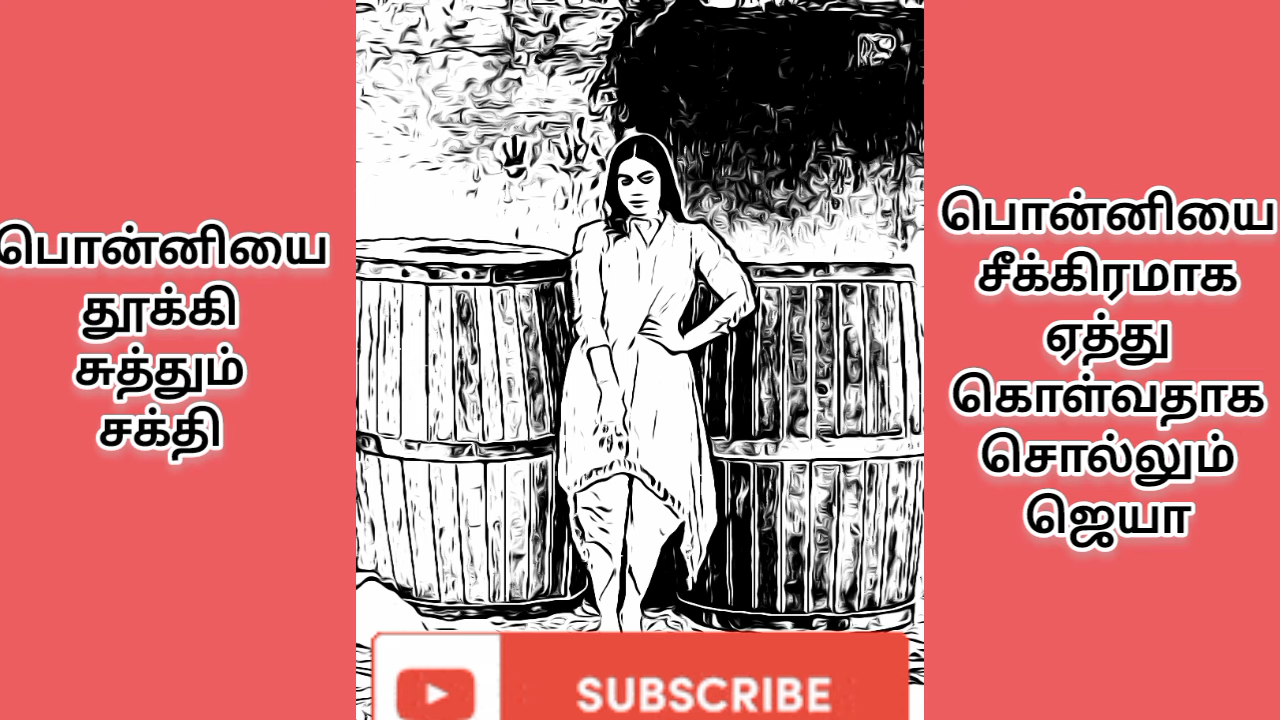 பொன்னியை
தூக்கி
சுத்தும்
சக்தி
பொன்னியை
சீக்கிரமாக
ஏத்து
கொள்வதாக
சொல்லும்
ஜெயா
SUBSCRIBE